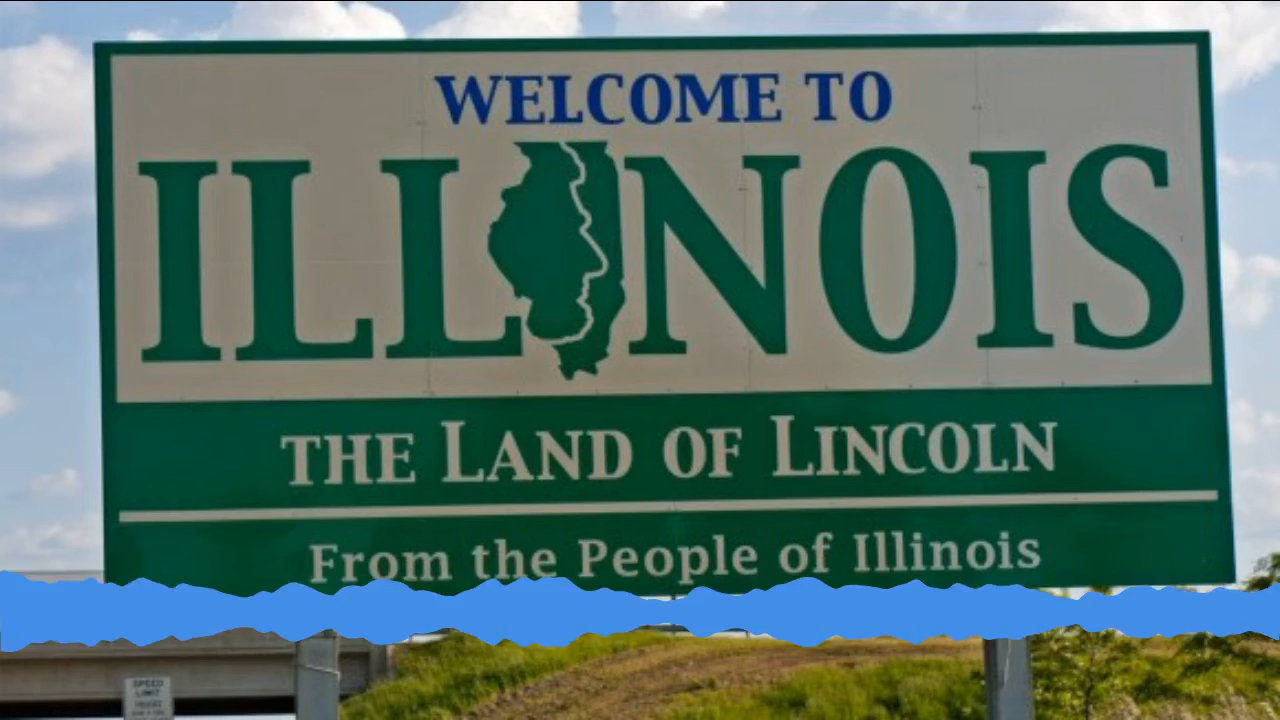 WELCOME TO
ILLINOIS
THE LAND OF LINCOLN
From the People of Illinois
SPEED
LIMIT